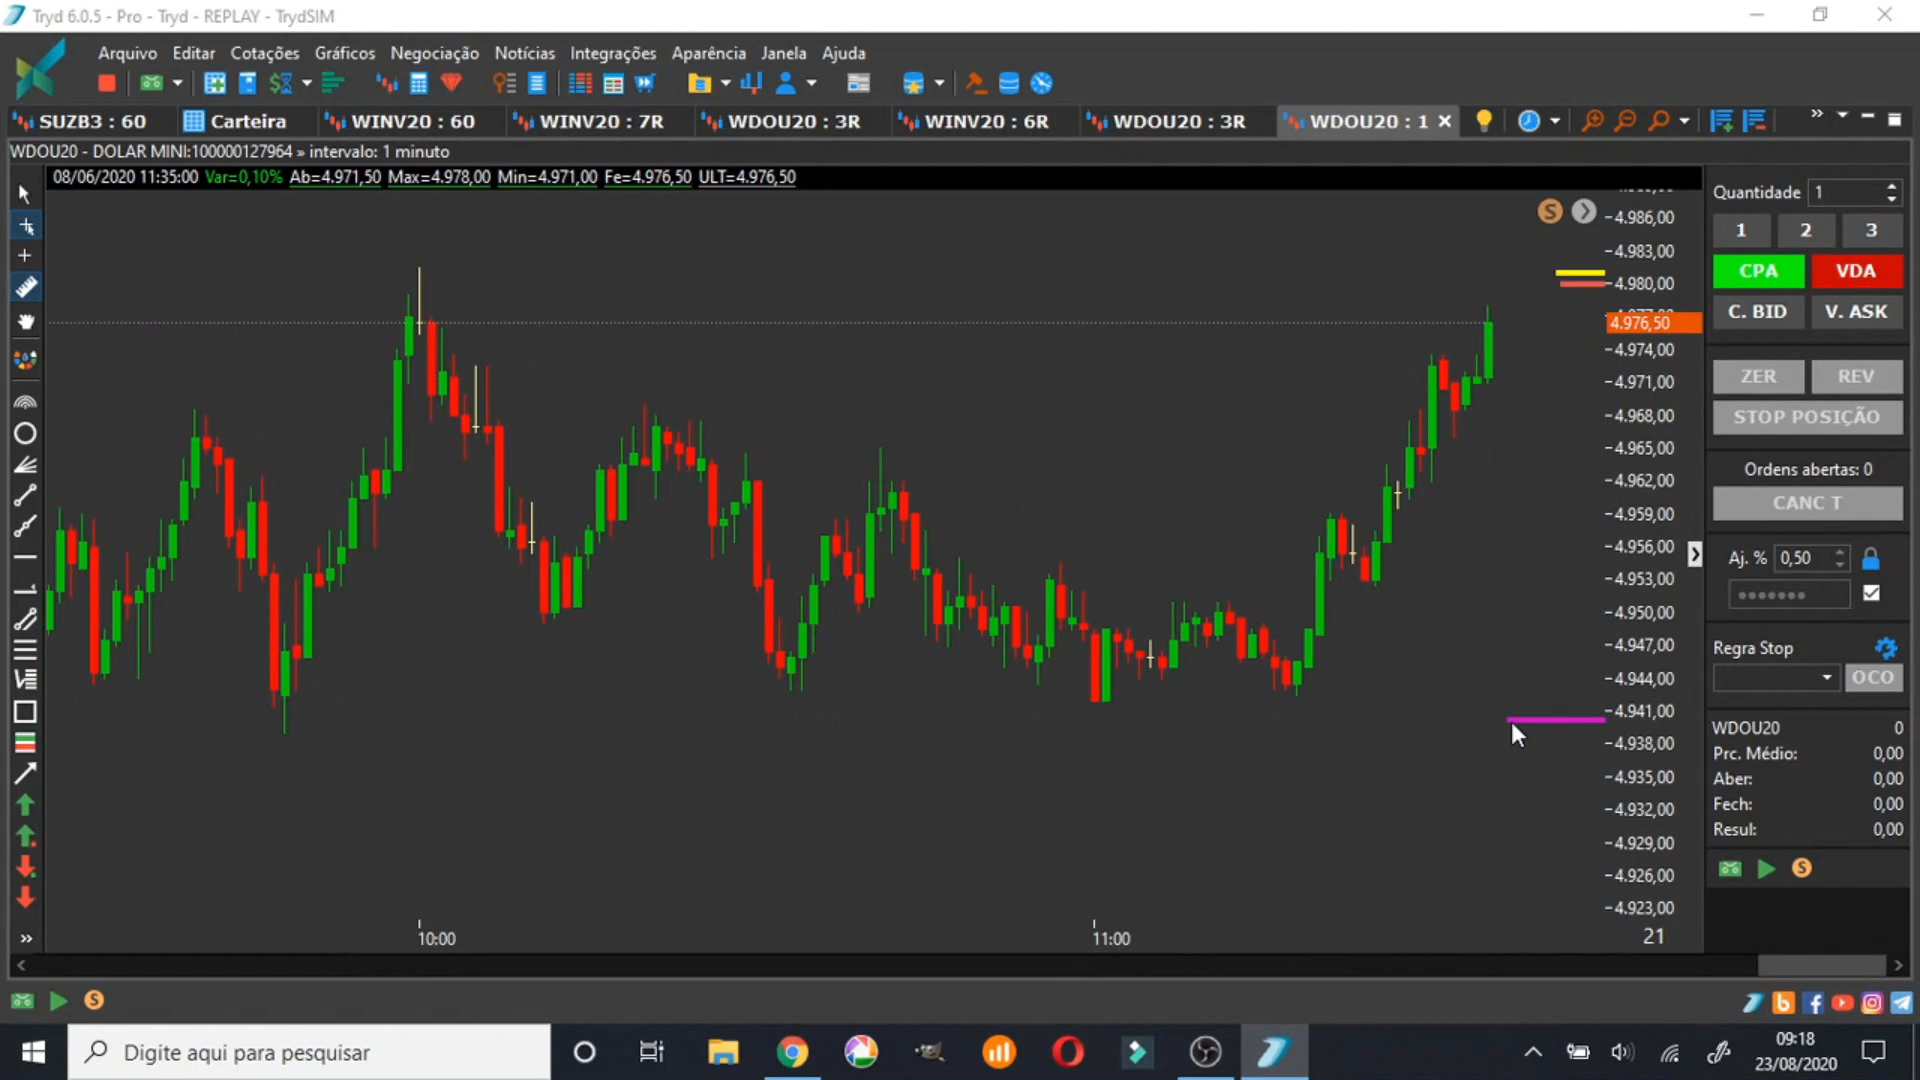 Tryd 6.0.5 - Pro - Tryd - REPLAY - TrydSIM
Arquivo Editar Cotações Gráficos Negociação Notícias Integrações Aparência Janela Ajuda
SUZB3 : 60 Carteira WINV20 : 60 WINV20 : 7R WDOU20 : 3R WINV20 : 6R WDOU20 : 3R WDOU20 : 1
WDOU20 - DOLAR MINI:100000127964 » intervalo: 1 minuto
08/06/2020 11:35:00 Var=0,10% Ab=4.971,50 Max=4.978,00 Min=4.971,00 Fe=4.976,50 ULT=4.976,50
Quantidade 1
1 2 3
CPA VDA
C. BID V. ASK
ZER REV
STOP POSIÇÃO
Ordens abertas: 0
CANC T
Aj. % 0,50
Regra Stop
OCO
WDOU20 0
Prc. Médio: 0,00
Aber: 0,00
Fech: 0,00
Resul: 0,00
S
4.986,00
4.983,00
4.980,00
4.976,50
4.974,00
4.971,00
4.968,00
4.965,00
4.962,00
4.959,00
4.956,00
4.953,00
4.950,00
4.947,00
4.944,00
4.941,00
4.938,00
4.935,00
4.932,00
4.929,00
4.926,00
4.923,00
10:00 11:00 21
Digite aqui para pesquisar
09:18
23/08/2020